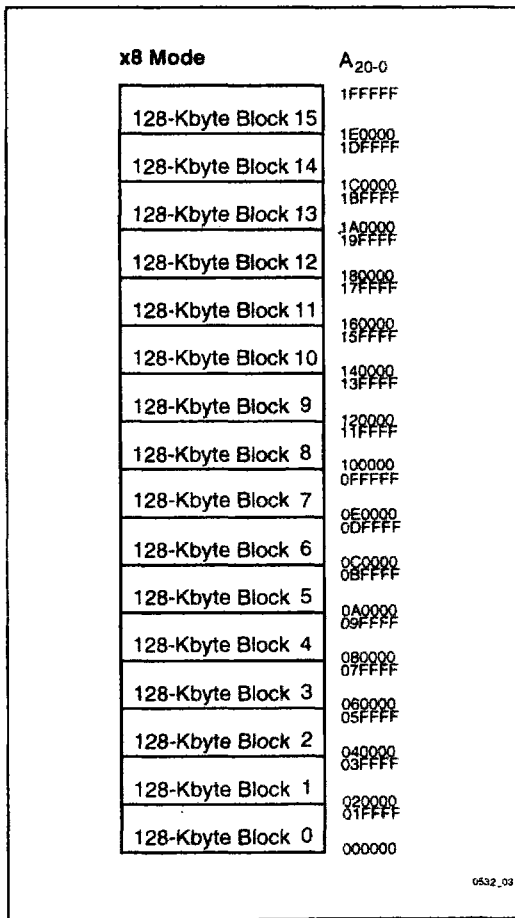 x8 Mode A20-0
1FFFFF
128-Kbyte Block 15
1E0000
1DFFFF
128-Kbyte Block 14
1C0000
1BFFFF
128-Kbyte Block 13
1A0000
19FFFF
128-Kbyte Block 12
180000
17FFFF
128-Kbyte Block 11
160000
15FFFF
128-Kbyte Block 10
140000
13FFFF
128-Kbyte Block 9
120000
11FFFF
128-Kbyte Block 8
100000
0FFFFF
128-Kbyte Block 7
0E0000
0DFFFF
128-Kbyte Block 6
0C0000
0BFFFF
128-Kbyte Block 5
0A0000
09FFFF
128-Kbyte Block 4
080000
07FFFF
128-Kbyte Block 3
060000
05FFFF
128-Kbyte Block 2
040000
03FFFF
128-Kbyte Block 1
020000
01FFFF
128-Kbyte Block 0
000000
0532_03